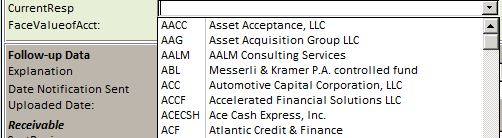 CurrentResp
FaceValueofAcct:
AACC Asset Acceptance, LLC
AAG Asset Acquisition Group LLC
Follow-up Data
AALM AALM Consulting Services
Explanation
ABL Messerli & Kramer P.A. controlled fund
Date Notification Sent
ACC Automotive Capital Corporation, LLC
Uploaded Date:
ACCF Accelerated Financial Solutions LLC
ACECSH Ace Cash Express, Inc.
Receivable
ACF Atlantic Credit & Finance